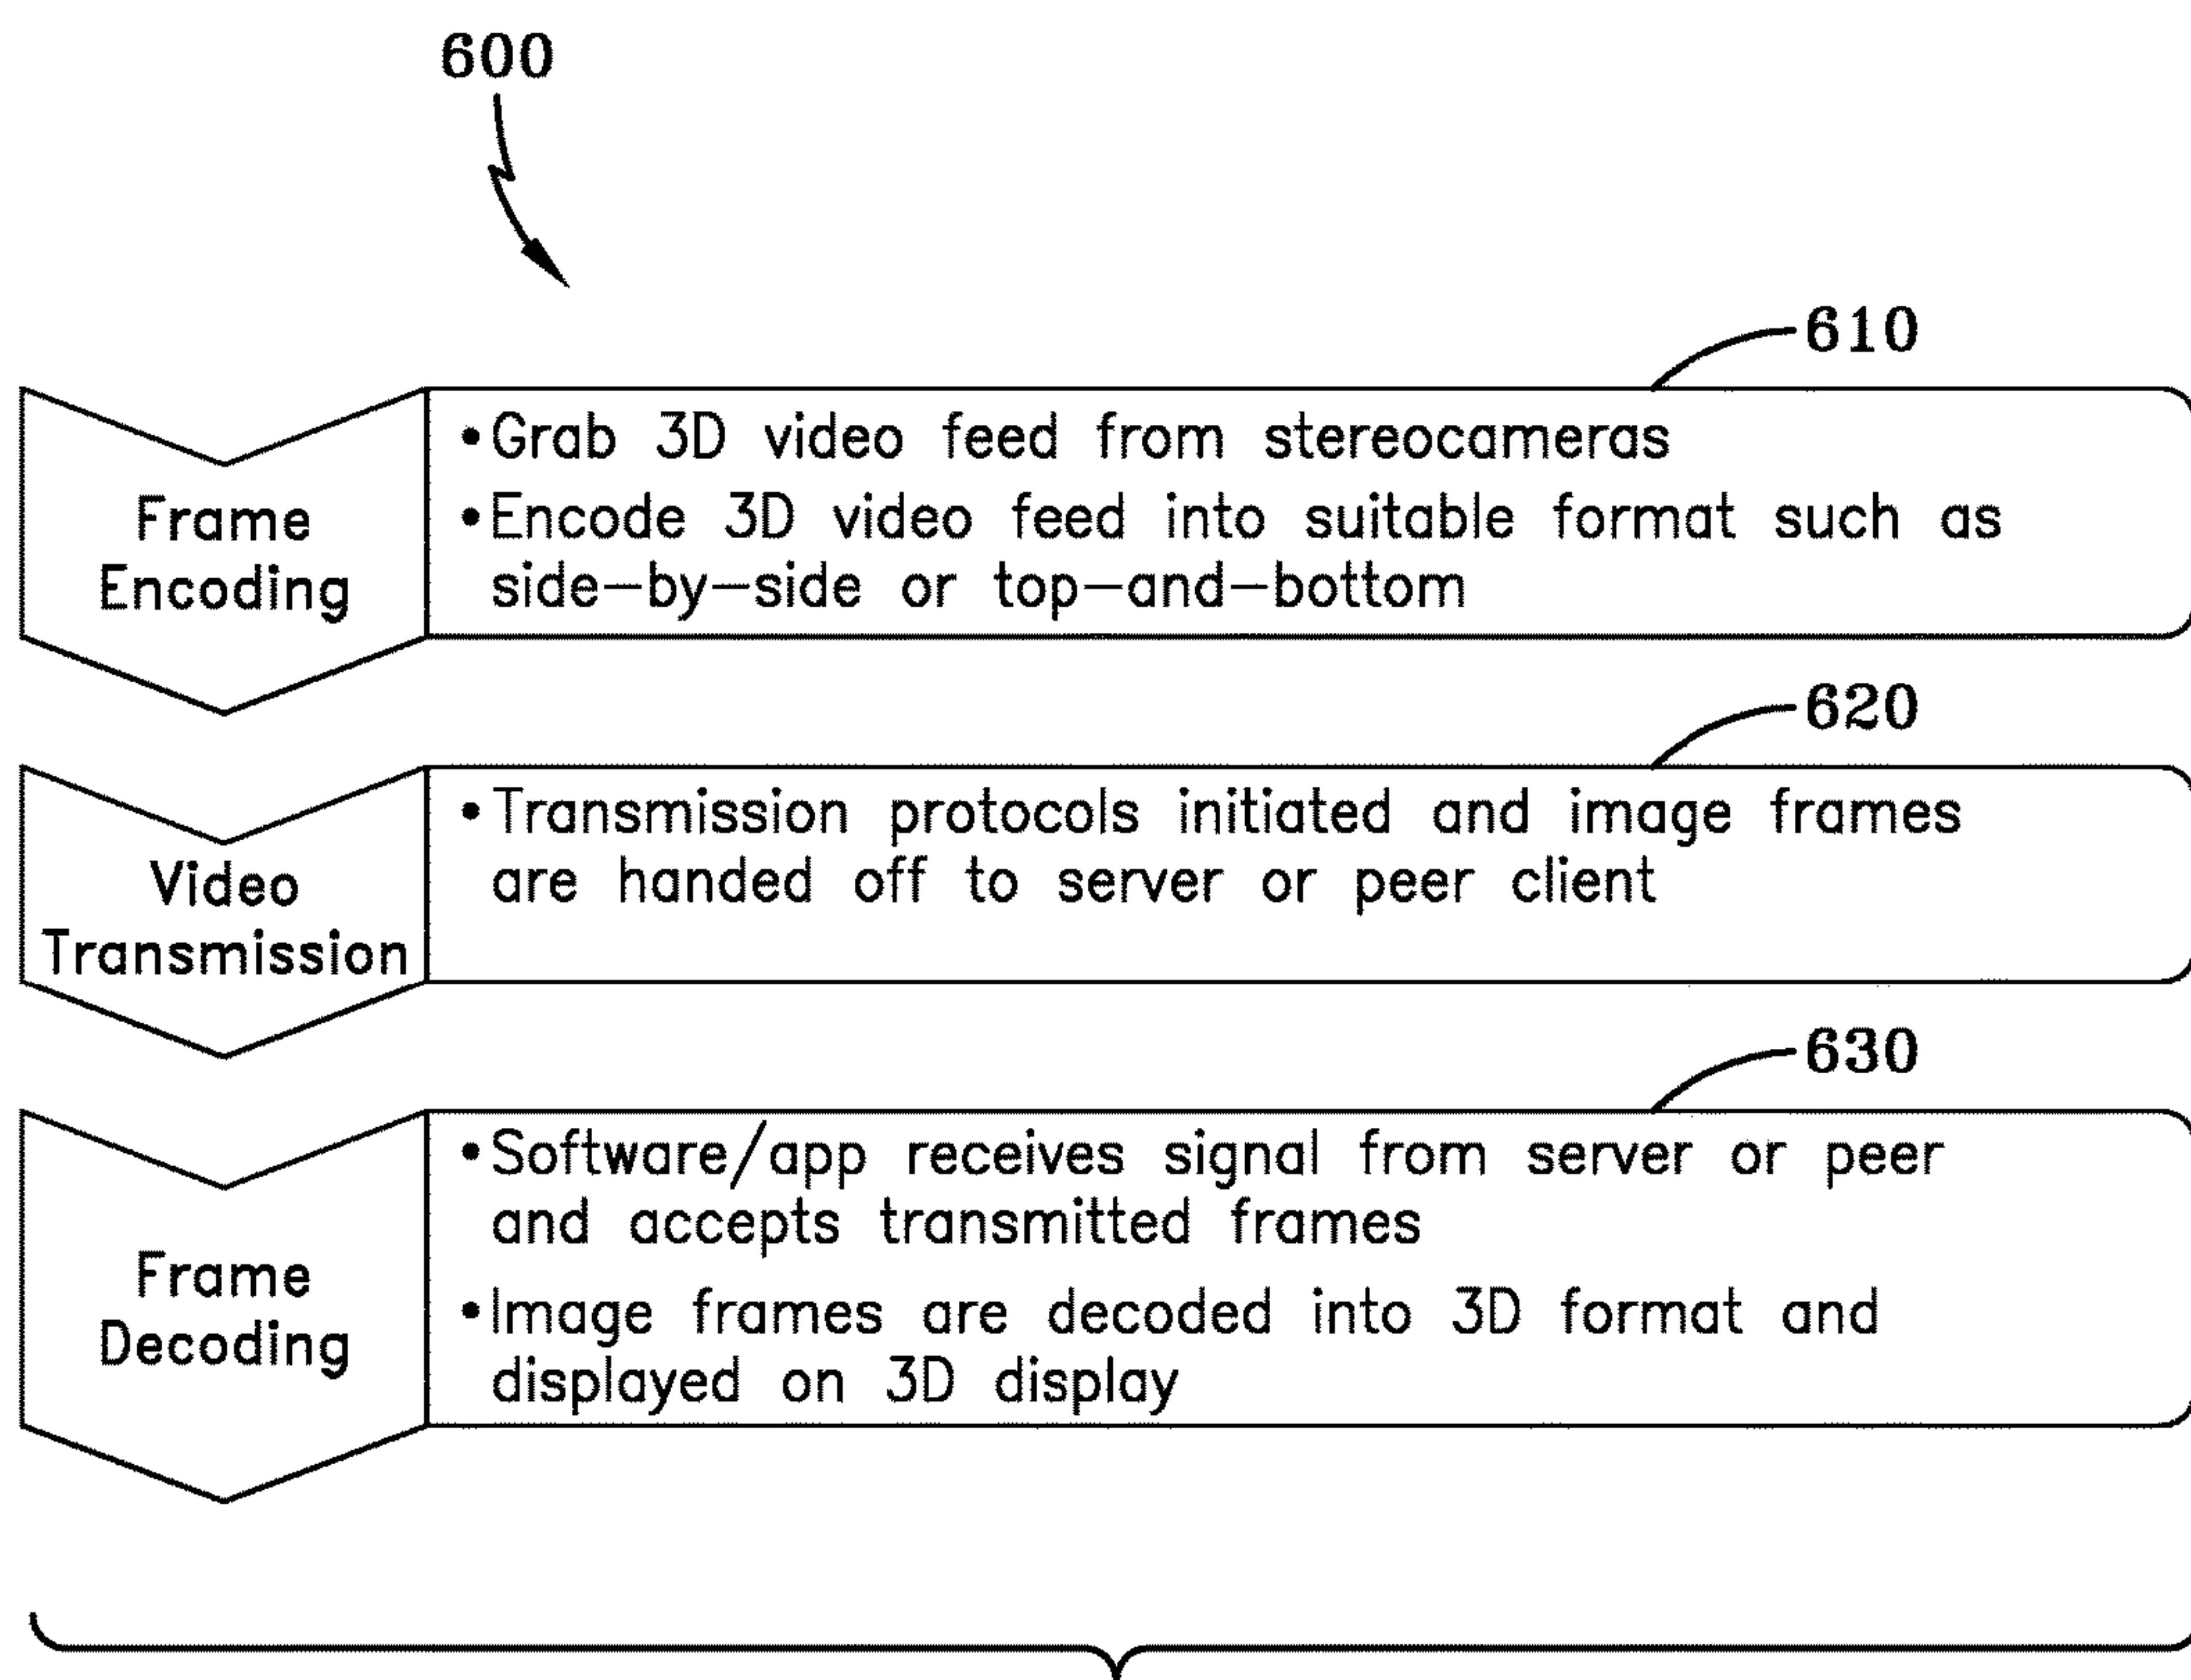 600
610
Frame
Encoding
•Grab 3D video feed from stereocameras
•Encode 3D video feed into suitable format such as
side-by-side or top-and-bottom
620
Video
Transmission
•Transmission protocols initiated and image frames
are handed off to server or peer client
630
Frame
Decoding
•Software/app receives signal from server or peer
and accepts transmitted frames
•Image frames are decoded into 3D format and
displayed on 3D display